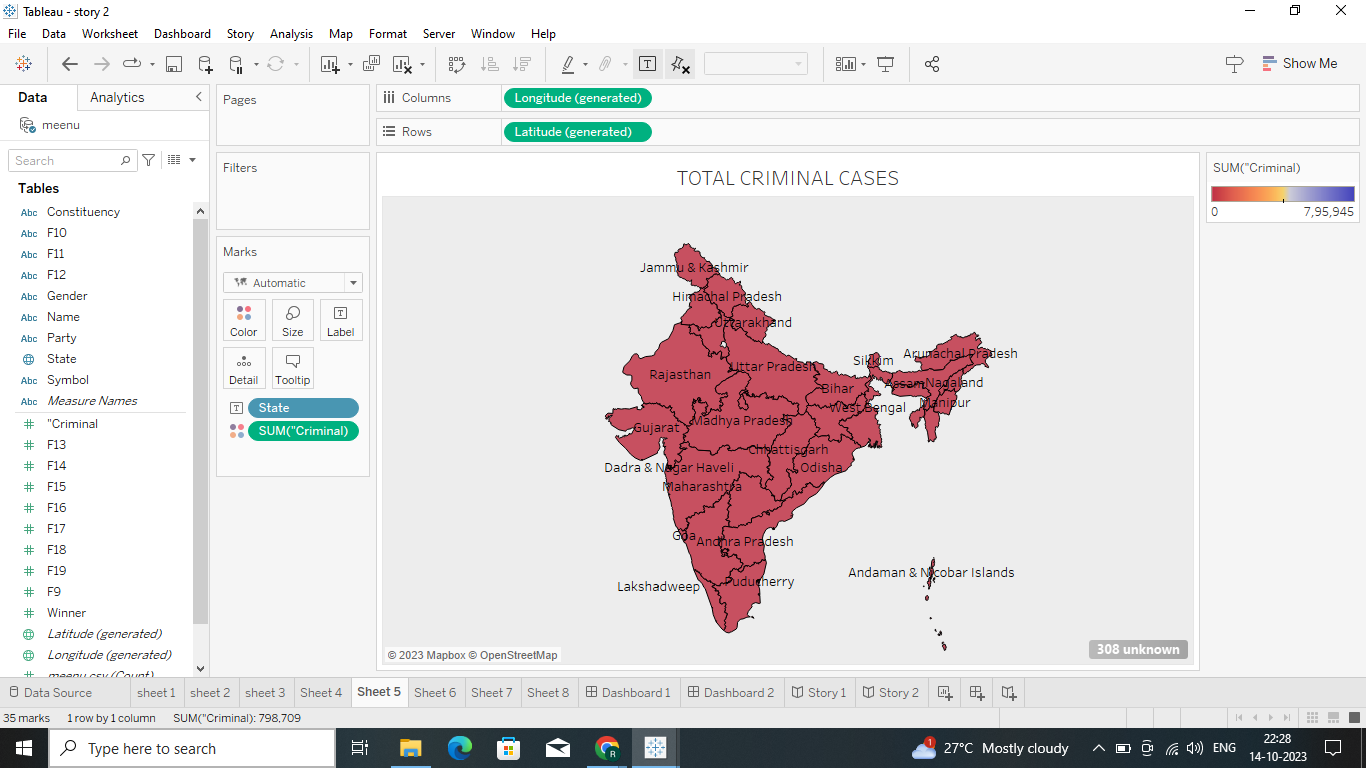 Tableau - story 2
File Data Worksheet Dashboard Story Analysis Map Format Server Window Help
Show Me
Data Analytics
meenu
Search
Tables
Abc Constituency
Abc F10
Abc F11
Abc F12
Abc Gender
Abc Name
Abc Party
State
Abc Symbol
Abc Measure Names
# "Criminal
# F13
# F14
# F15
# F16
# F17
# F18
# F19
# F9
# Winner
Latitude (generated)
Longitude (generated)
# meenu.csv (Count)
Pages
Filters
Marks
Automatic
Color Size Label
Detail Tooltip
State
SUM("Criminal)
Columns Longitude (generated)
Rows Latitude (generated)
TOTAL CRIMINAL CASES
Jammu & Kashmir
Himachal Pradesh
Uttarakhand
Sikkim Arunachal Pradesh
Rajasthan Uttar Pradesh
Bihar Assam Nagaland
West Bengal Manipur
Gujarat Madhya Pradesh
Chhattisgarh
Dadra & Nagar Haveli Odisha
Maharashtra
Goa Andhra Pradesh
Andaman & Nicobar Islands
Lakshadweep Puducherry
© 2023 Mapbox © OpenStreetMap
308 unknown
SUM("Criminal)
0 7,95,945
Data Source sheet 1 sheet 2 sheet 3 Sheet 4 Sheet 5 Sheet 6 Sheet 7 Sheet 8 Dashboard 1 Dashboard 2 Story 1 Story 2
35 marks 1 row by 1 column SUM("Criminal): 798,709
Type here to search
1 27°C Mostly cloudy ENG
22:28
14-10-2023